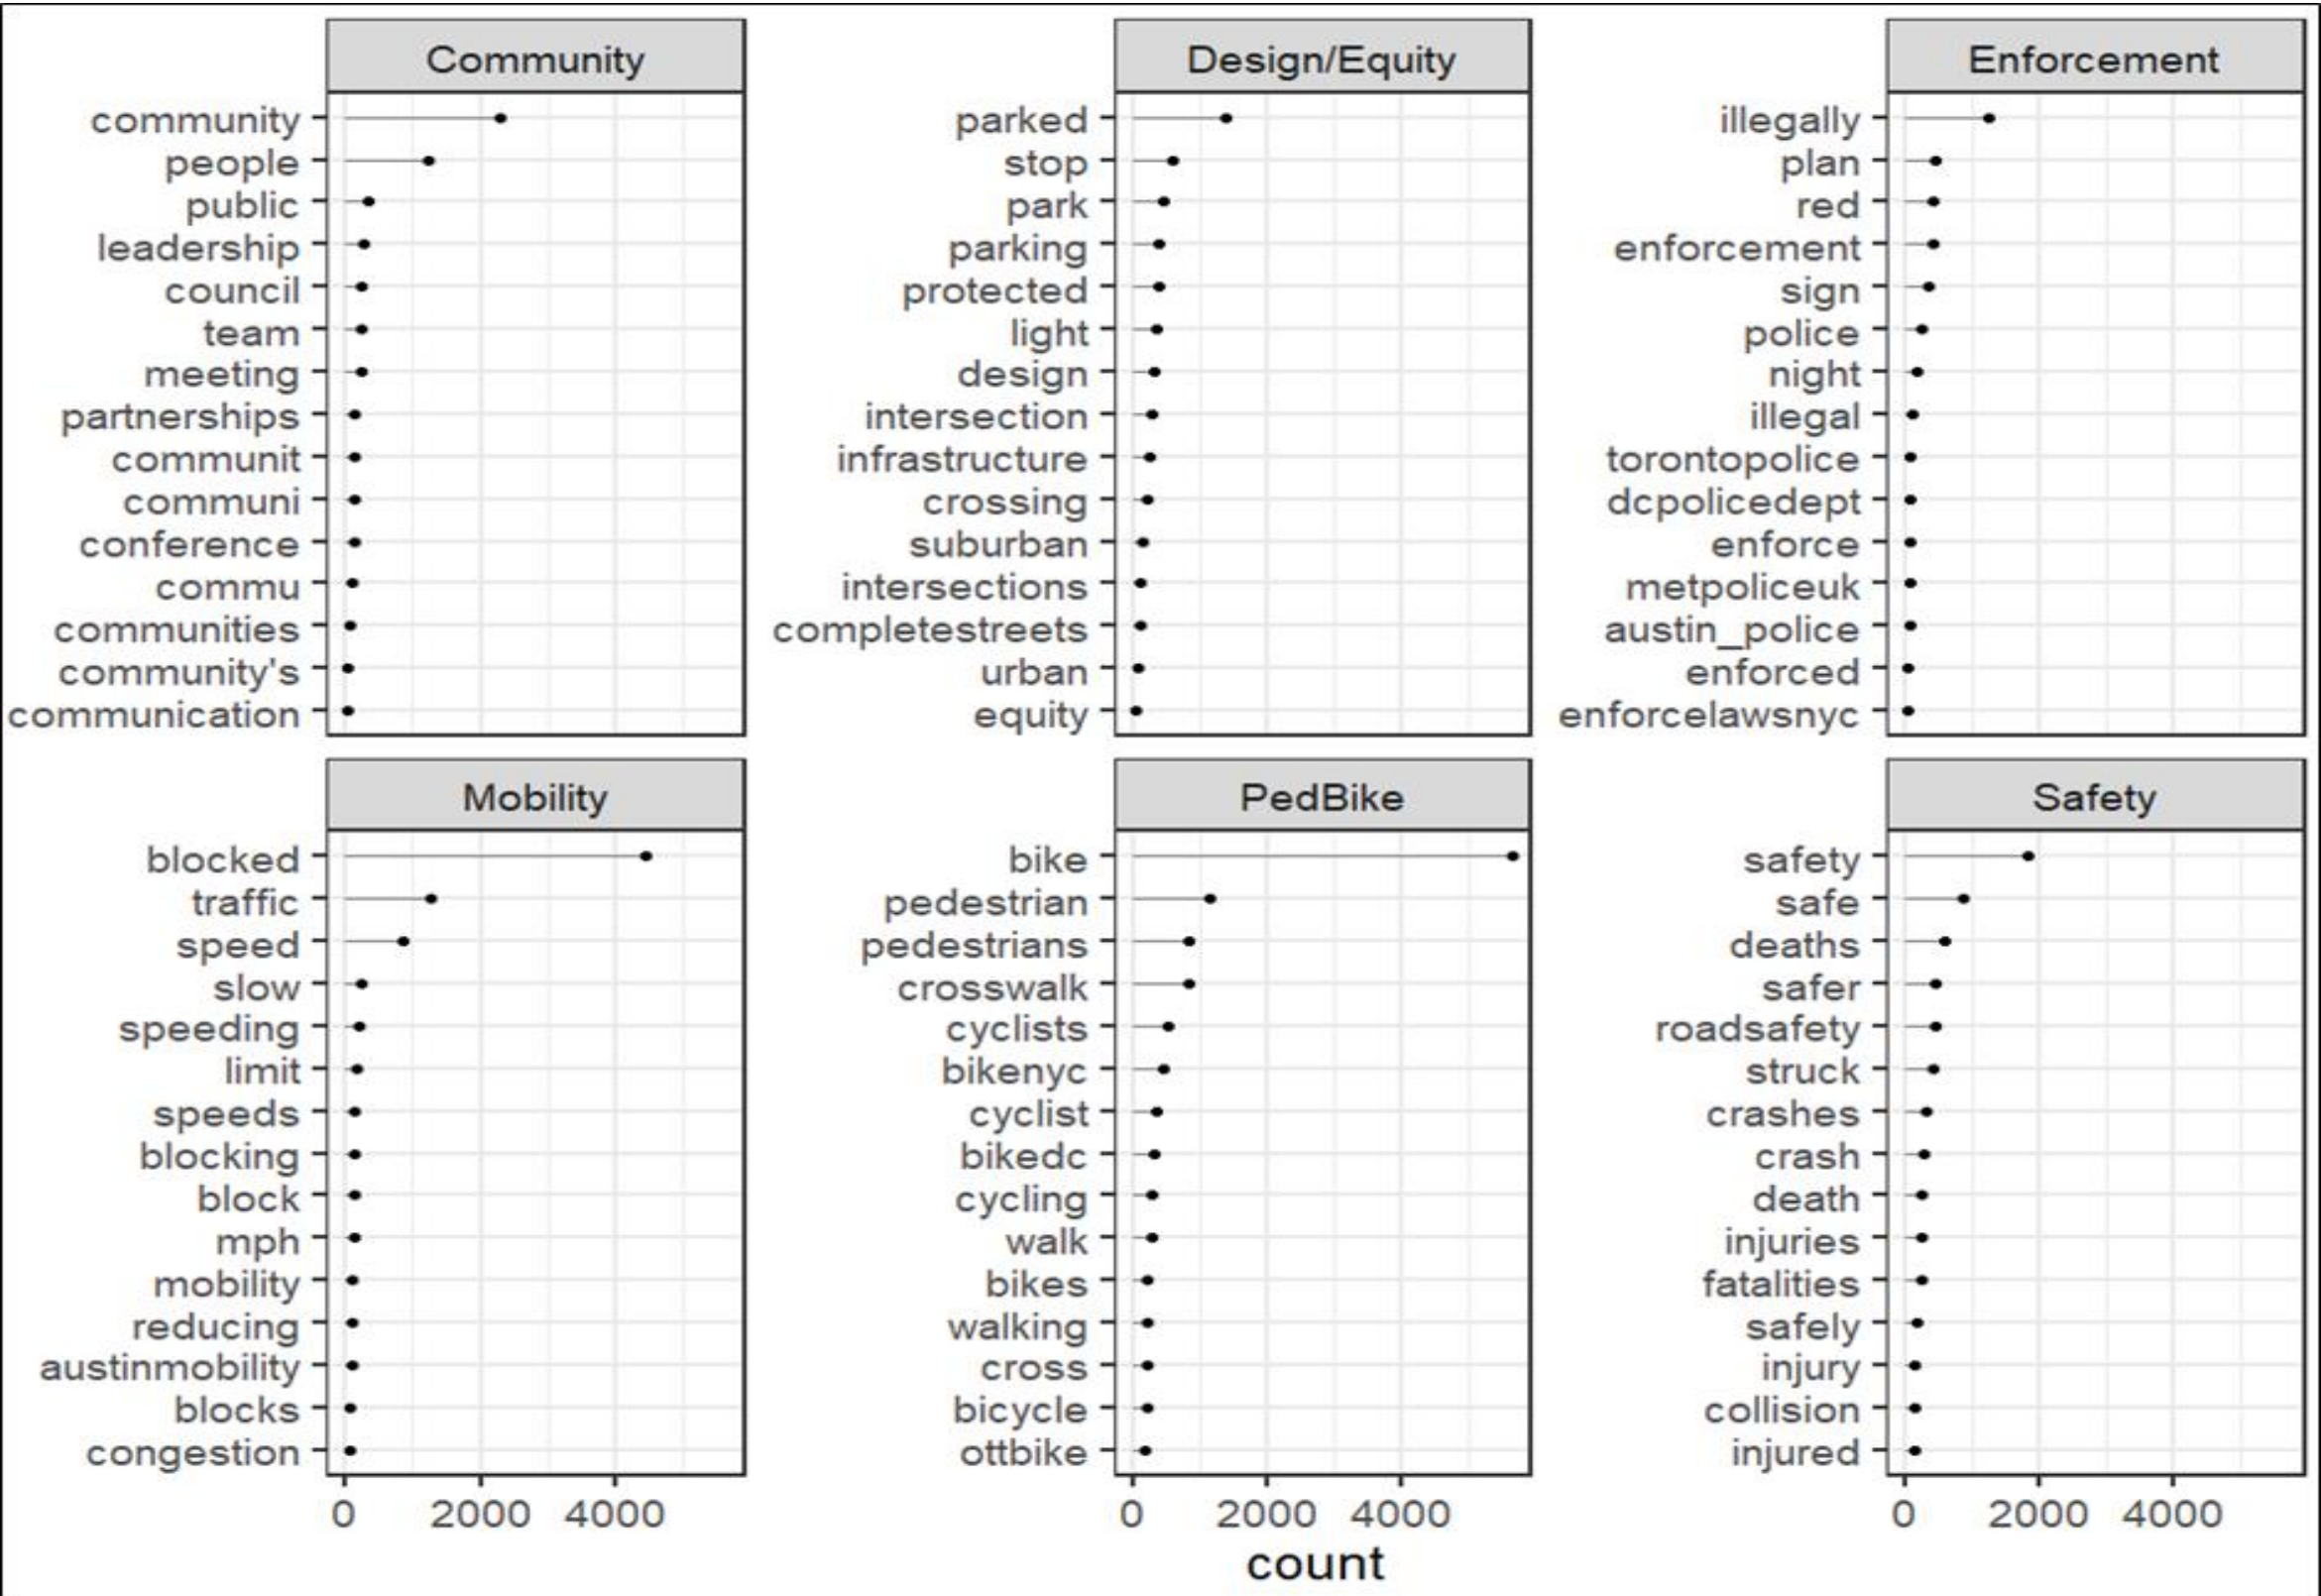 Community
community
people
public
leadership
council
team
meeting
partnerships
communit
communi
conference
commu
communities
community's
communication
Design/Equity
parked
stop
park
parking
protected
light
design
intersection
infrastructure
crossing
suburban
intersections
completestreets
urban
equity
Enforcement
illegally
plan
red
enforcement
sign
police
night
illegal
torontopolice
dcpolicedept
enforce
metpoliceuk
austin_police
enforced
enforcelawsnyc
Mobility
blocked
traffic
speed
slow
speeding
limit
speeds
blocking
block
mph
mobility
reducing
austinmobility
blocks
congestion
0 2000 4000
PedBike
bike
pedestrian
pedestrians
crosswalk
cyclists
bikenyc
cyclist
bikedc
cycling
walk
bikes
walking
cross
bicycle
ottbike
0 2000 4000
Safety
safety
safe
deaths
safer
roadsafety
struck
crashes
crash
death
injuries
fatalities
safely
injury
collision
injured
0 2000 4000
count